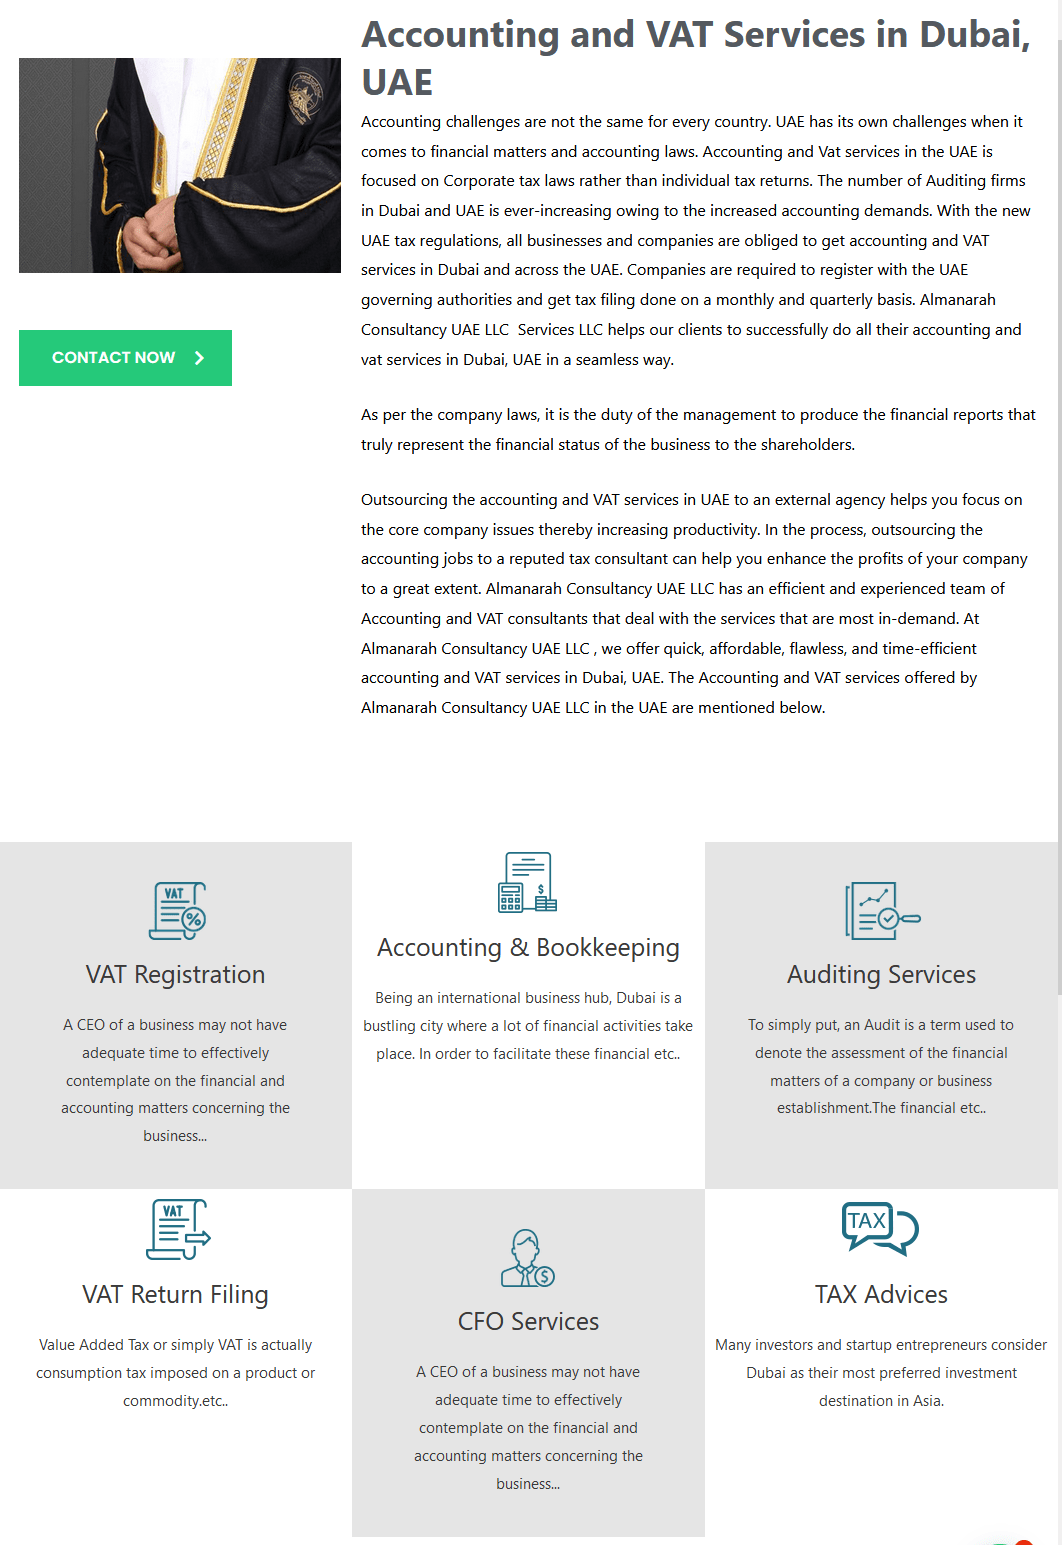 Accounting and VAT Services in Dubai,
UAE
Accounting challenges are not the same for every country. UAE has its own challenges when it
comes to financial matters and accounting laws. Accounting and Vat services in the UAE is
focused on Corporate tax laws rather than individual tax returns. The number of Auditing firms
in Dubai and UAE is ever-increasing owing to the increased accounting demands. With the new
UAE tax regulations, all businesses and companies are obliged to get accounting and VAT
services in Dubai and across the UAE. Companies are required to register with the UAE
governing authorities and get tax filing done on a monthly and quarterly basis. Almanarah
Consultancy UAE LLC  Services LLC helps our clients to successfully do all their accounting and
vat services in Dubai, UAE in a seamless way.
CONTACT NOW
As per the company laws, it is the duty of the management to produce the financial reports that
truly represent the financial status of the business to the shareholders.
Outsourcing the accounting and VAT services in UAE to an external agency helps you focus on
the core company issues thereby increasing productivity. In the process, outsourcing the
accounting jobs to a reputed tax consultant can help you enhance the profits of your company
to a great extent. Almanarah Consultancy UAE LLC has an efficient and experienced team of
Accounting and VAT consultants that deal with the services that are most in-demand. At
Almanarah Consultancy UAE LLC , we offer quick, affordable, flawless, and time-efficient
accounting and VAT services in Dubai, UAE. The Accounting and VAT services offered by
Almanarah Consultancy UAE LLC in the UAE are mentioned below.
VAT
VAT Registration
A CEO of a business may not have
adequate time to effectively
contemplate on the financial and
accounting matters concerning the
business...
Accounting & Bookkeeping
Being an international business hub, Dubai is a
bustling city where a lot of financial activities take
place. In order to facilitate these financial etc..
Auditing Services
To simply put, an Audit is a term used to
denote the assessment of the financial
matters of a company or business
establishment.The financial etc..
VAT
VAT Return Filing
Value Added Tax or simply VAT is actually
consumption tax imposed on a product or
commodity.etc..
CFO Services
A CEO of a business may not have
adequate time to effectively
contemplate on the financial and
accounting matters concerning the
business...
TAX
TAX Advices
Many investors and startup entrepreneurs consider
Dubai as their most preferred investment
destination in Asia.